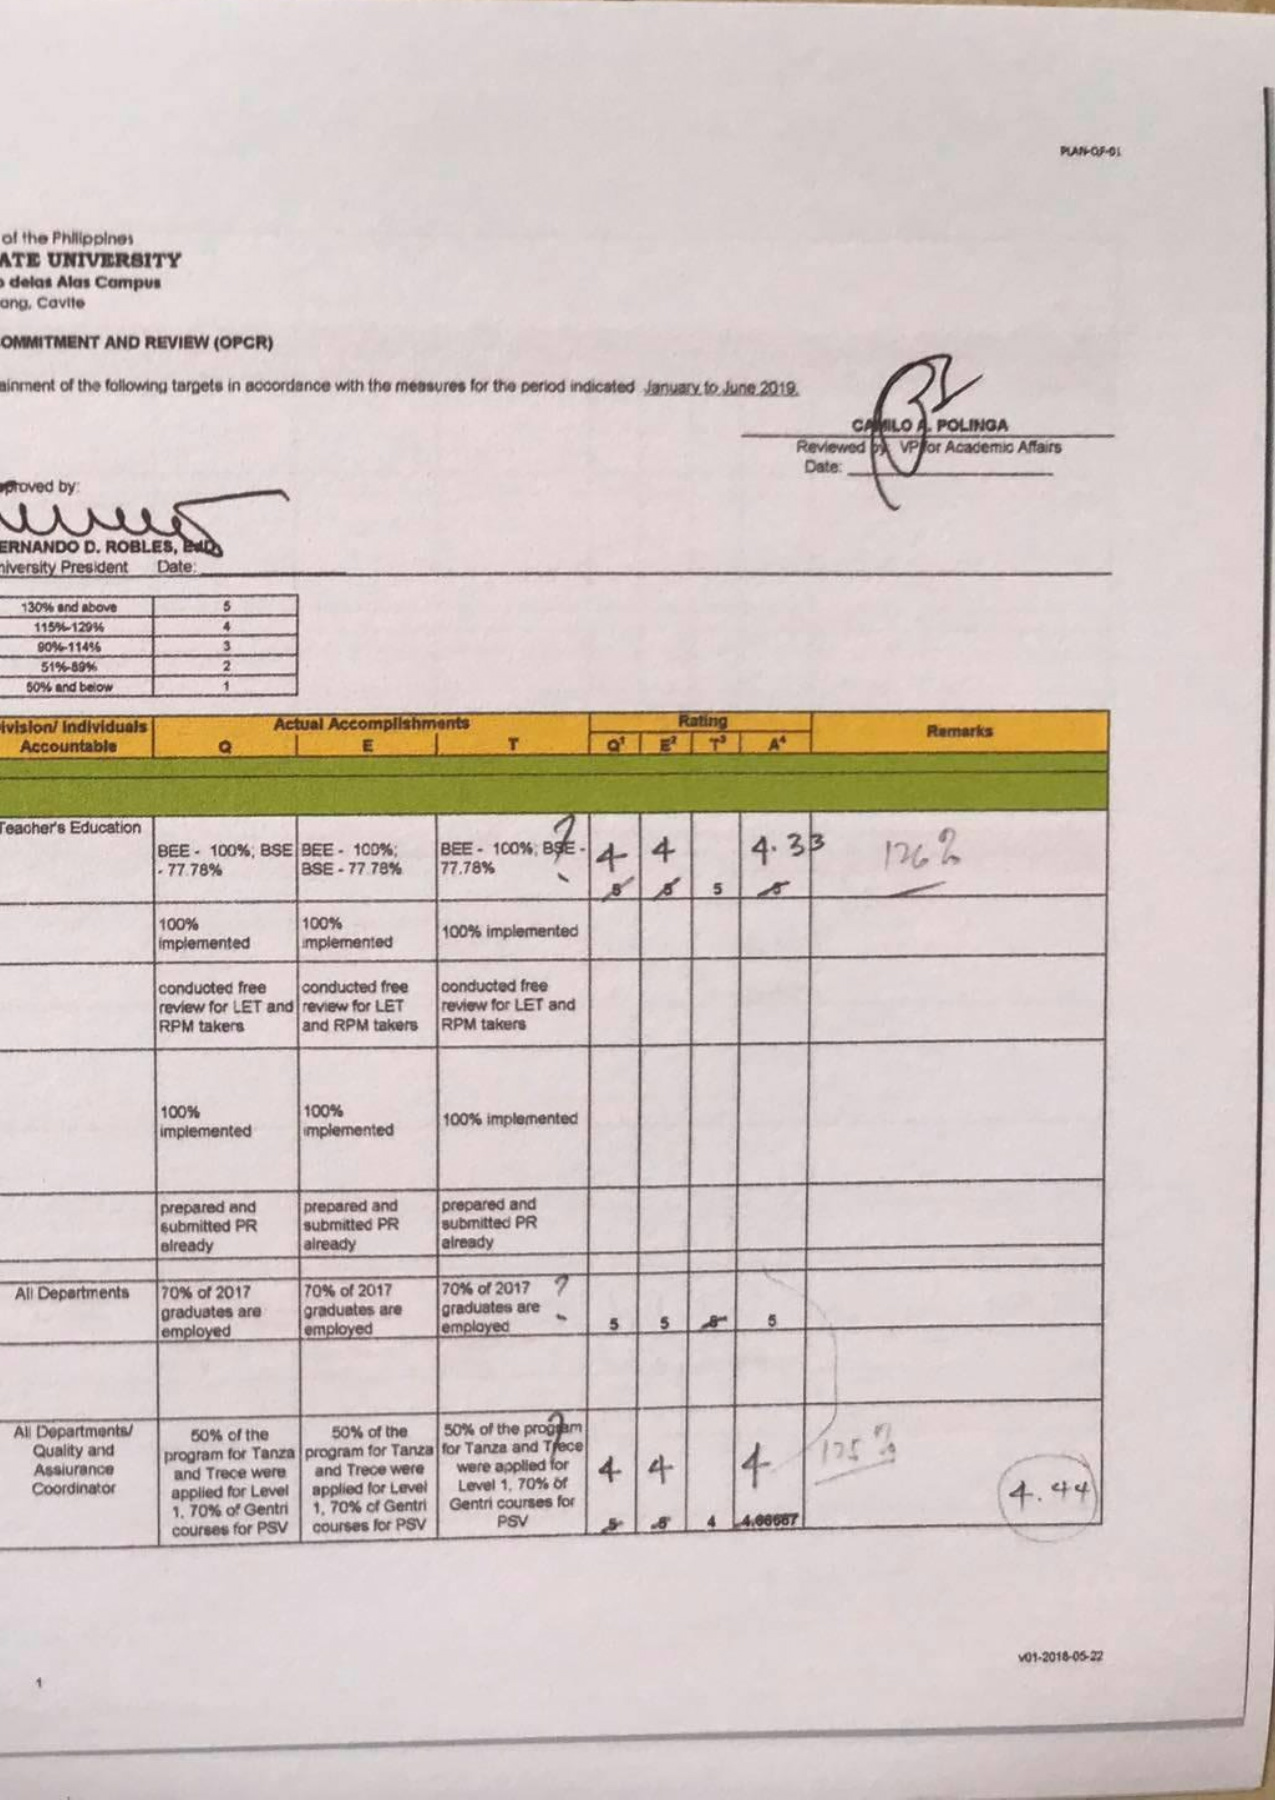 PLAN-QF-01
of the Philippines
ATE UNIVERSITY
o delas Alas Campus
ang, Cavite
OMMITMENT AND REVIEW (OPCR)
ainment of the following targets in accordance with the measures for the period indicated January to June 2019.
CAMILO A. POLINGA
Reviewed by: VP for Academic Affairs
Date:
proved by:
ERNANDO D. ROBLES, EdD
niversity President Date:
130% and above 5
115%-129% 4
90%-114% 3
51%-89% 2
50% and below 1
ivision/ Individuals Actual Accomplishments Rating Remarks
Accountable Q E T Q¹ E² T³ A⁴
Teacher's Education
BEE - 100%; BSE BEE - 100%; BEE - 100%; BSE - ? 4 4 4.33 126%
- 77.78% BSE - 77.78% 77.78%
5 5 5 5
100% 100% 100% implemented
implemented implemented
conducted free conducted free conducted free
review for LET and review for LET review for LET and
RPM takers and RPM takers RPM takers
100% 100% 100% implemented
implemented implemented
prepared and prepared and prepared and
submitted PR submitted PR submitted PR
already already already
All Departments 70% of 2017 70% of 2017 70% of 2017 ?
graduates are graduates are graduates are
employed employed employed 5 5 5 5
All Departments/ 50% of the 50% of the 50% of the program ?
Quality and program for Tanza program for Tanza for Tanza and Trece 4 4 4 125%
Assiurance and Trece were and Trece were were applied for
Coordinator applied for Level applied for Level Level 1, 70% of 4.44
1, 70% of Gentri 1, 70% of Gentri Gentri courses for
courses for PSV courses for PSV PSV 5 5 4 4.66667
v01-2018-05-22
1